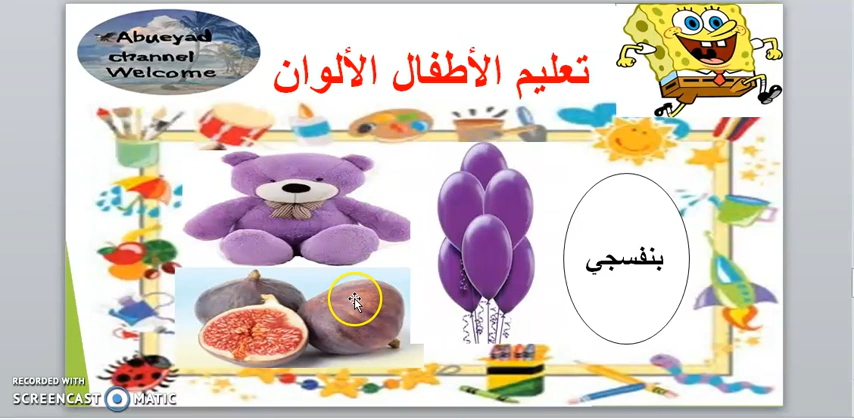 Abueyad
channel
Welcome
تعليم الأطفال الألوان
بنفسجي
RECORDED WITH
SCREENCAST MATIC